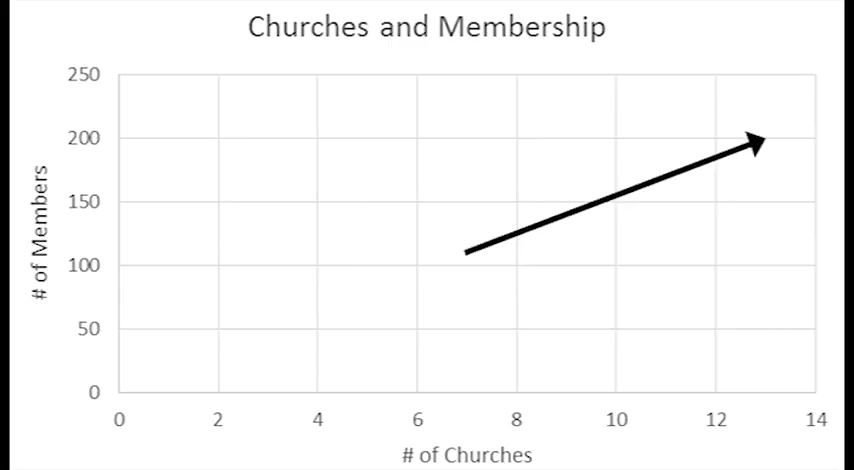 Churches and Membership
250
200
150
100
50
0
# of Members
0 2 4 6 8 10 12 14
# of Churches